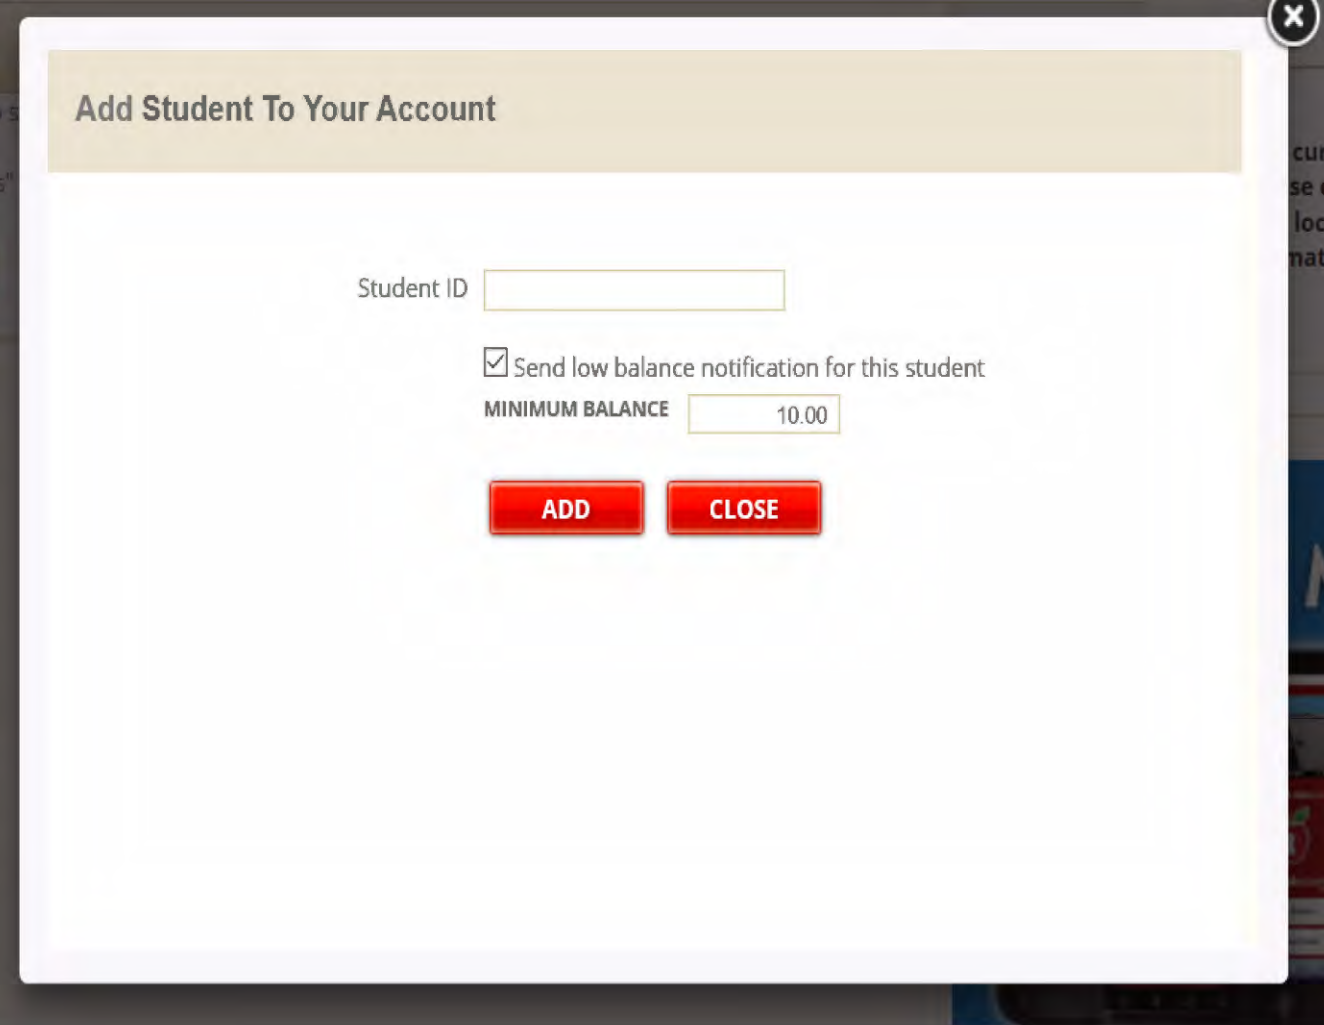 Add Student To Your Account
Student ID
Send low balance notification for this student
MINIMUM BALANCE 10.00
ADD CLOSE